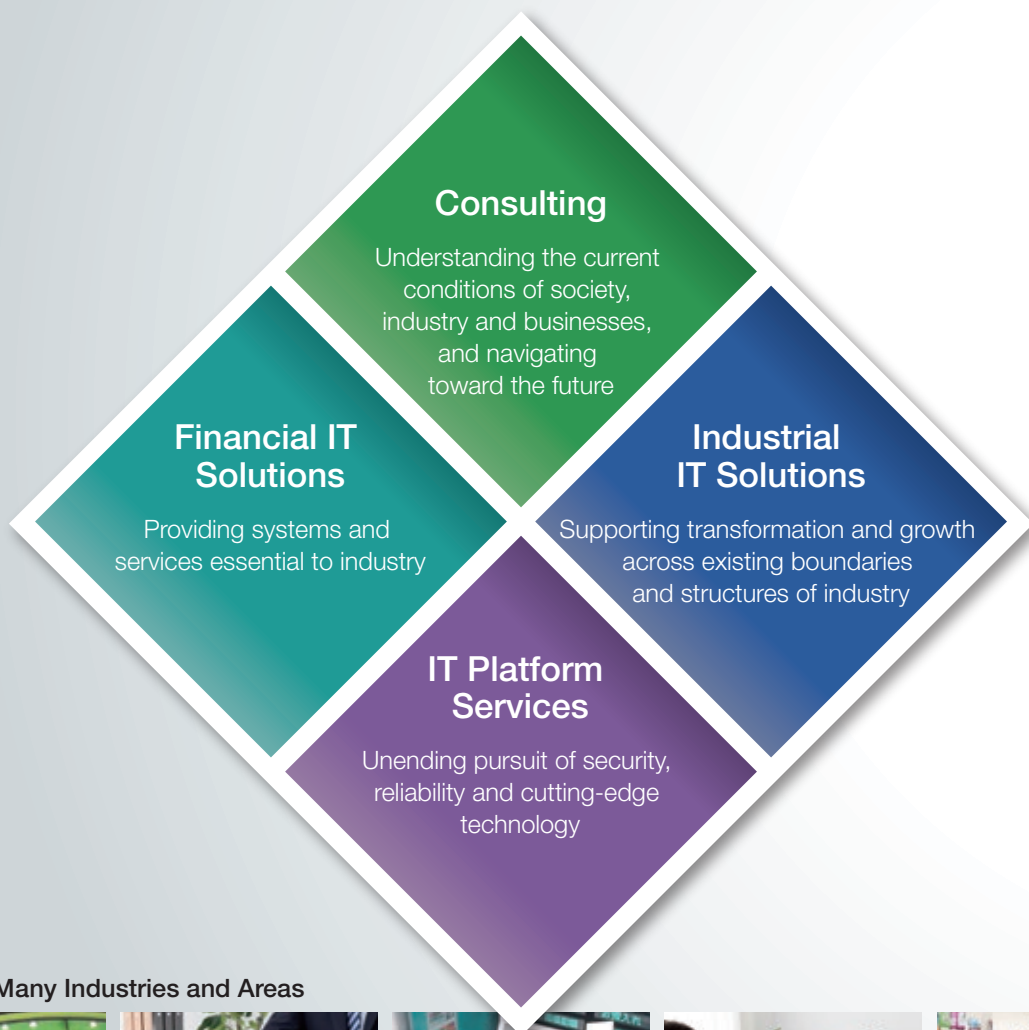 Consulting
Understanding the current
conditions of society,
industry and businesses,
and navigating
toward the future
Financial IT
Solutions
Providing systems and
services essential to industry
Industrial
IT Solutions
Supporting transformation and growth
across existing boundaries
and structures of industry
IT Platform
Services
Unending pursuit of security,
reliability and cutting-edge
technology
Many Industries and Areas